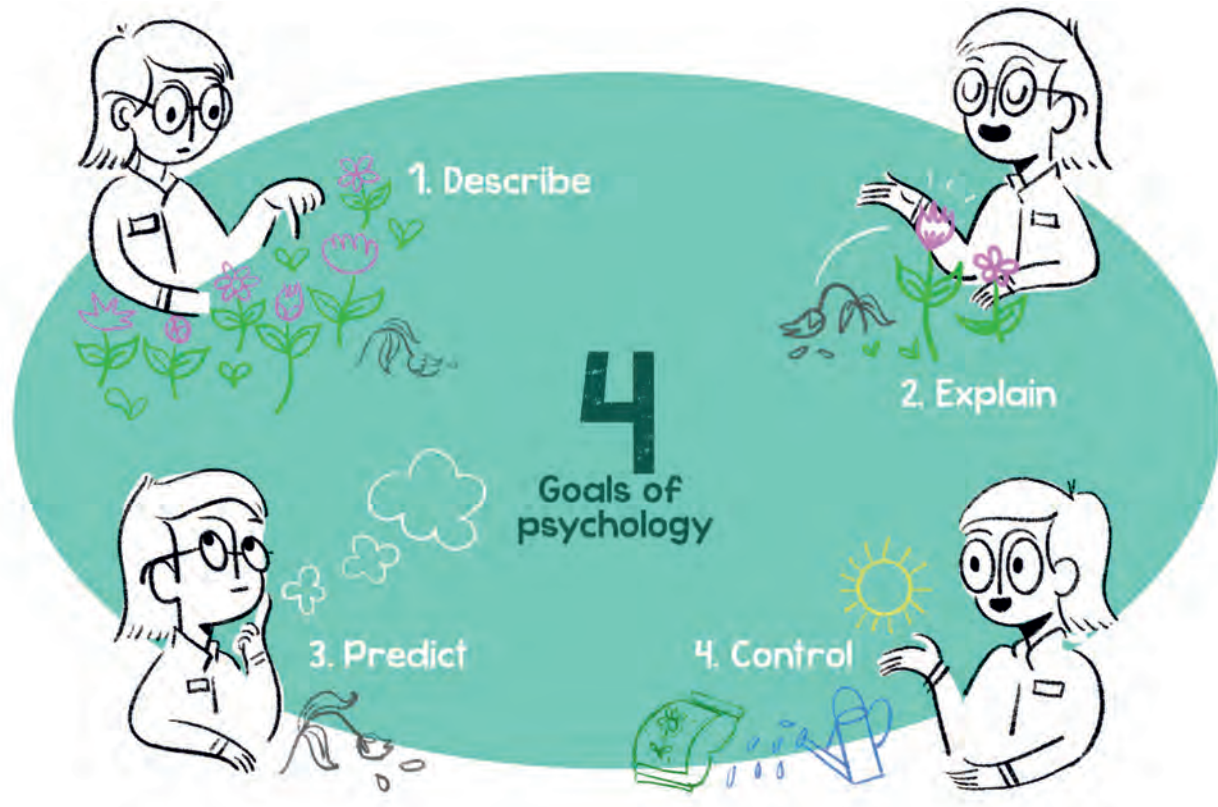 1. Describe
2. Explain
4
Goals of
psychology
3. Predict
4. Control